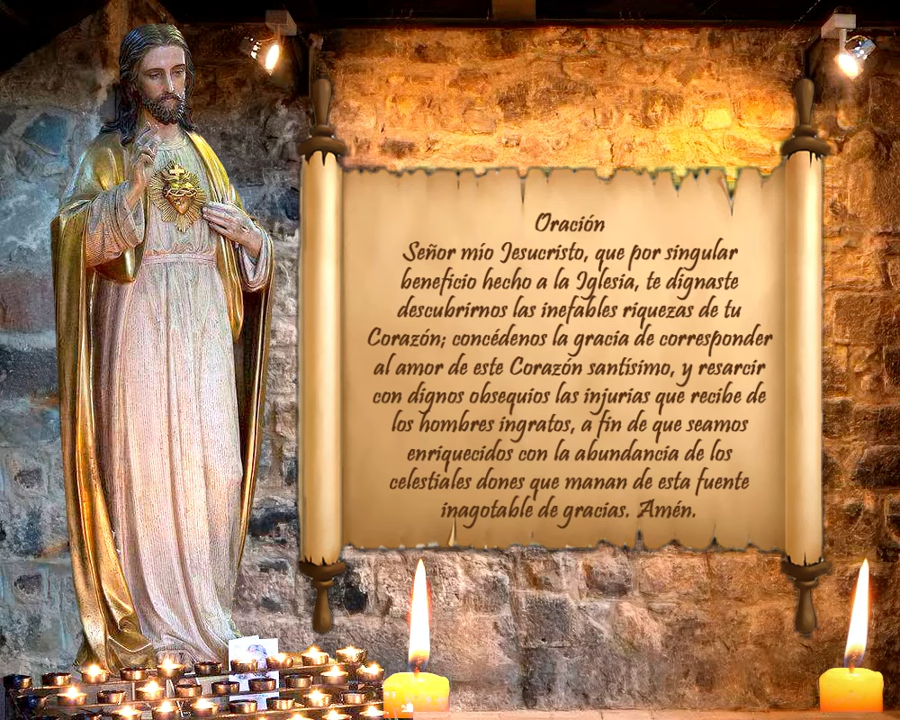 Oración
Señor mío Jesucristo, que por singular
beneficio hecho a la Iglesia, te dignaste
descubrirnos las inefables riquezas de tu
Corazón; concédenos la gracia de corresponder
al amor de este Corazón santísimo, y resarcir
con dignos obsequios las injurias que recibe de
los hombres ingratos, a fin de que seamos
enriquecidos con la abundancia de los
celestiales dones que manan de esta fuente
inagotable de gracias. Amén.